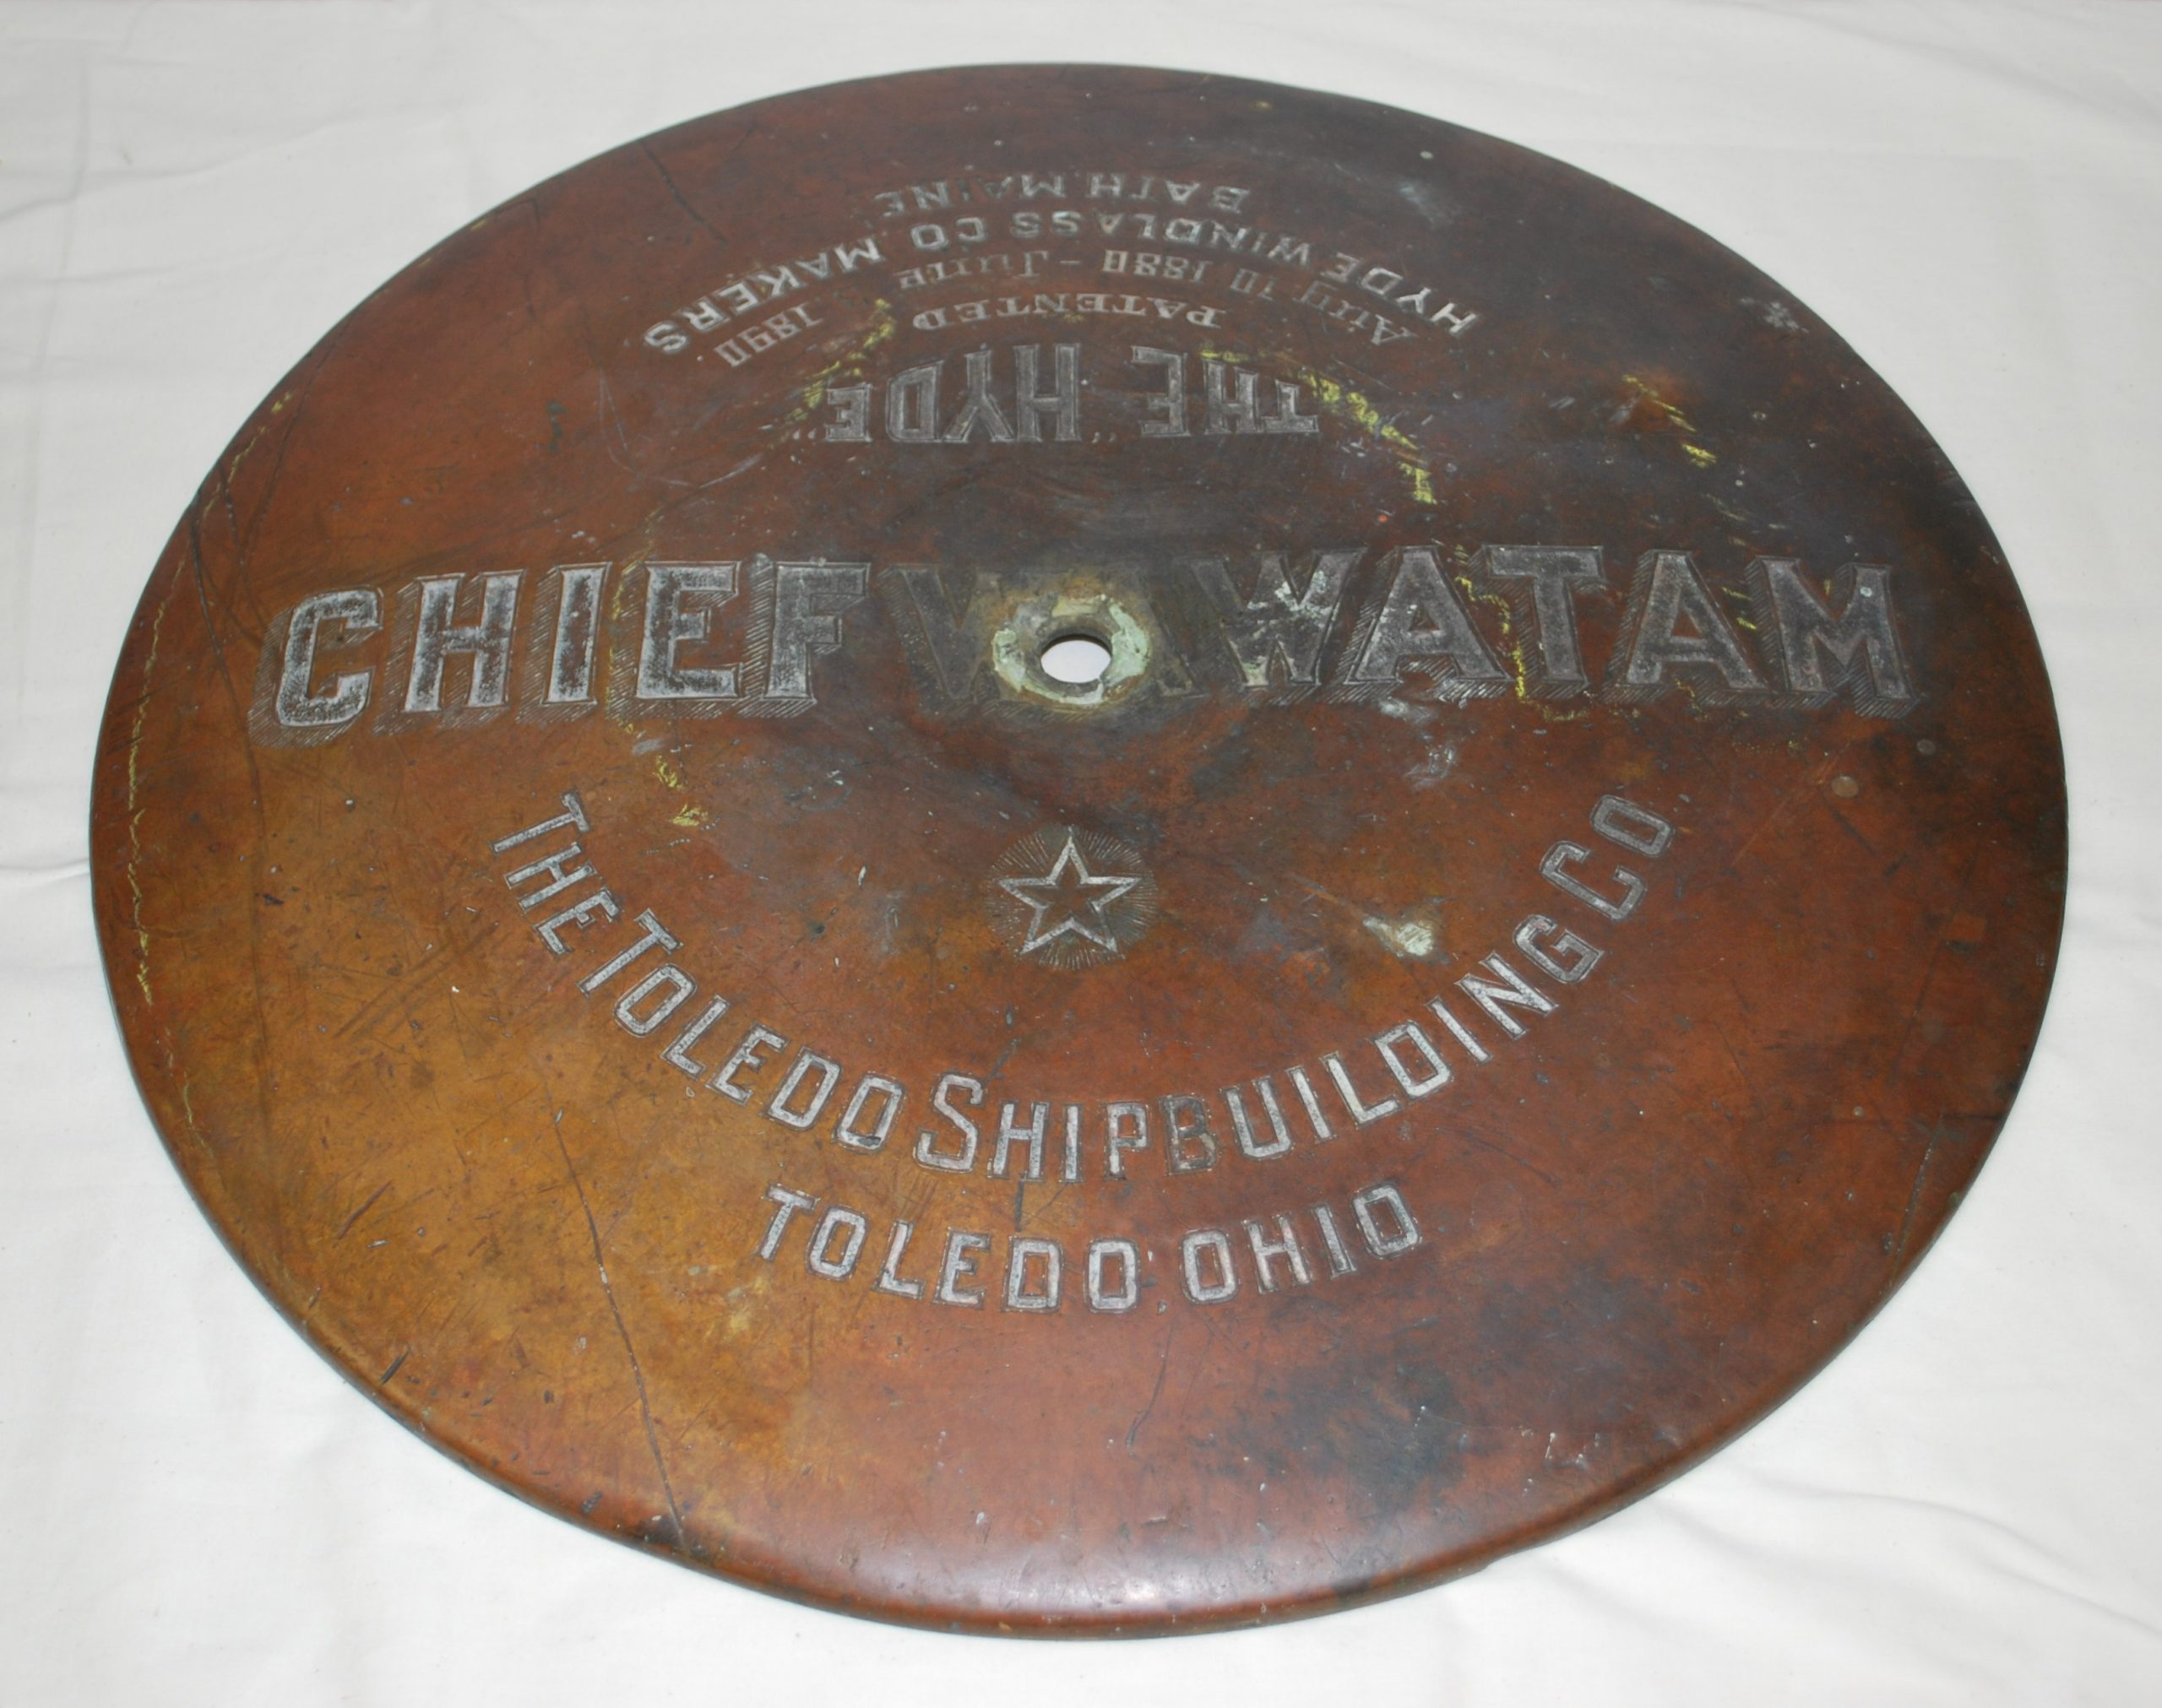 CHIEF WAWATAM
THE TOLEDO SHIPBUILDING CO
TOLEDO OHIO
"THE HYDE"
PATENTED
Aug 10 1880 - June 1890
HYDE WINDLASS CO MAKERS
BATH MAINE